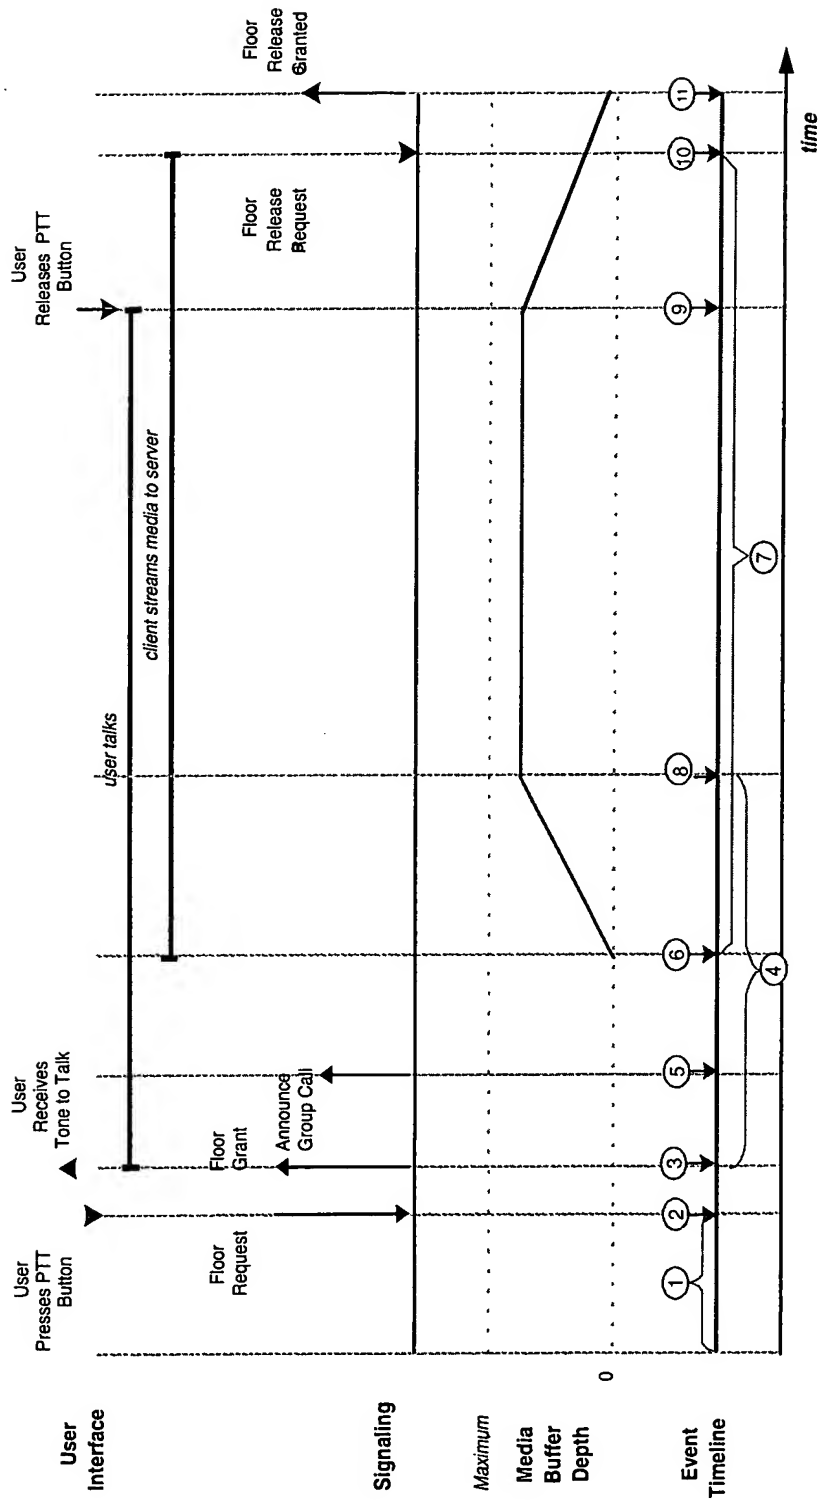 User
Presses PTT
Button
User
Receives
Tone to Talk
User
Releases PTT
Button
User
Interface
user talks
client streams media to server
Floor
Request
Floor
Grant
Announce
Group Call
Floor
Release
Request
Floor
Release
Granted
Signaling
Maximum
Media
Buffer
Depth
0
Event
Timeline
1
2
3
5
6
8
9
10
11
4
7
time